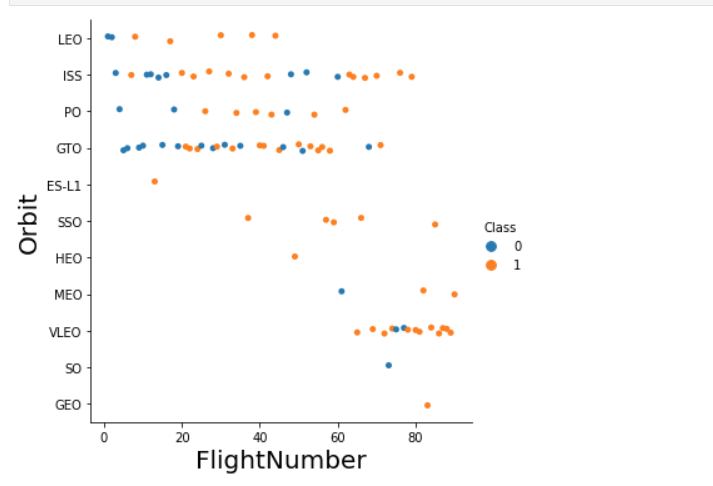 LEO
ISS
PO
GTO
ES-L1
SSO
HEO
MEO
VLEO
SO
GEO
Orbit
0 20 40 60 80
FlightNumber
Class
0
1